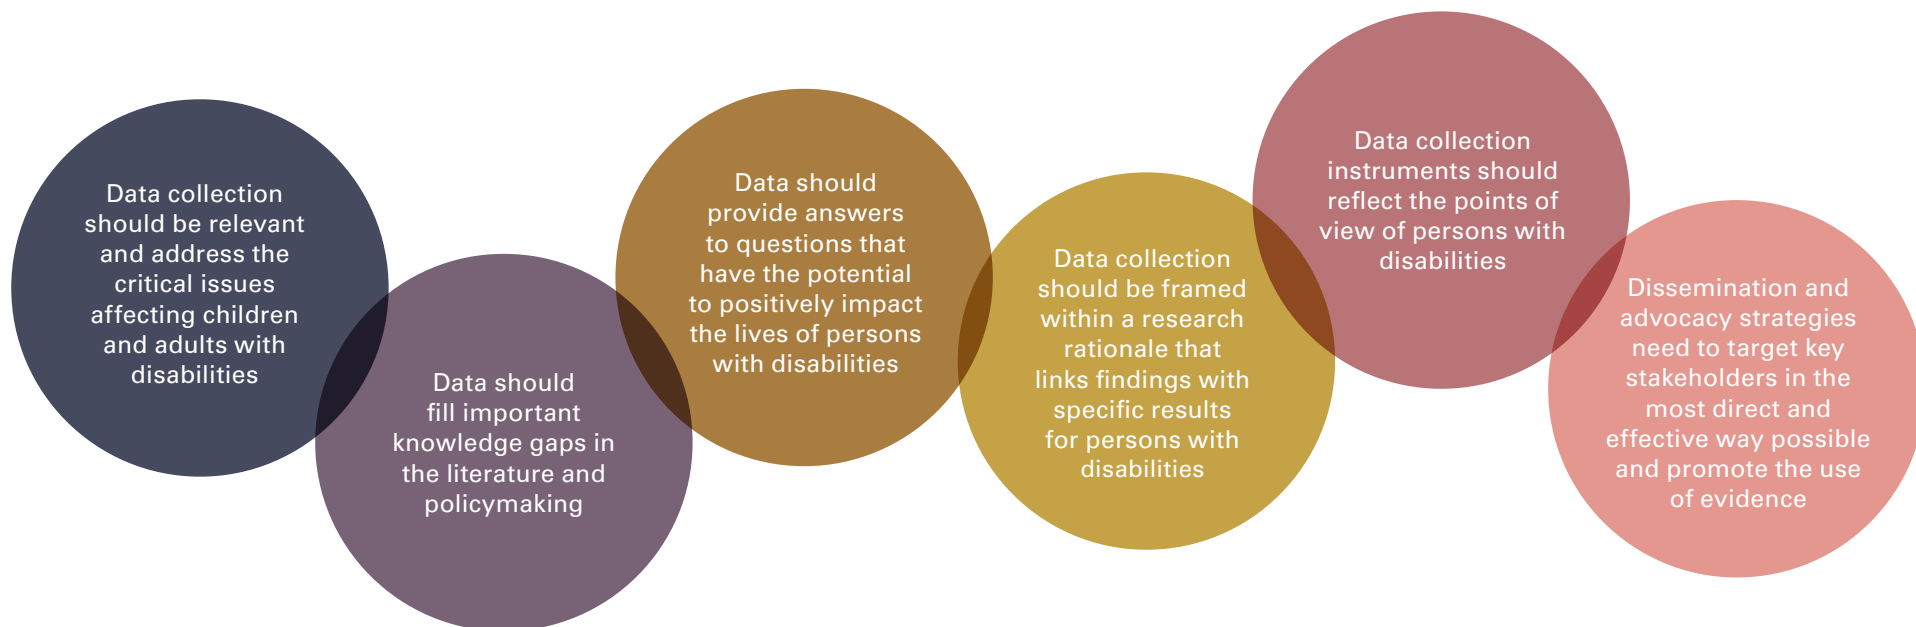 Data collection
should be relevant
and address the
critical issues
affecting children
and adults with
disabilities
Data should
fill important
knowledge gaps in
the literature and
policymaking
Data should
provide answers
to questions that
have the potential
to positively impact
the lives of persons
with disabilities
Data collection
should be framed
within a research
rationale that
links findings with
specific results
for persons with
disabilities
Data collection
instruments should
reflect the points of
view of persons with
disabilities
Dissemination and
advocacy strategies
need to target key
stakeholders in the
most direct and
effective way possible
and promote the use
of evidence